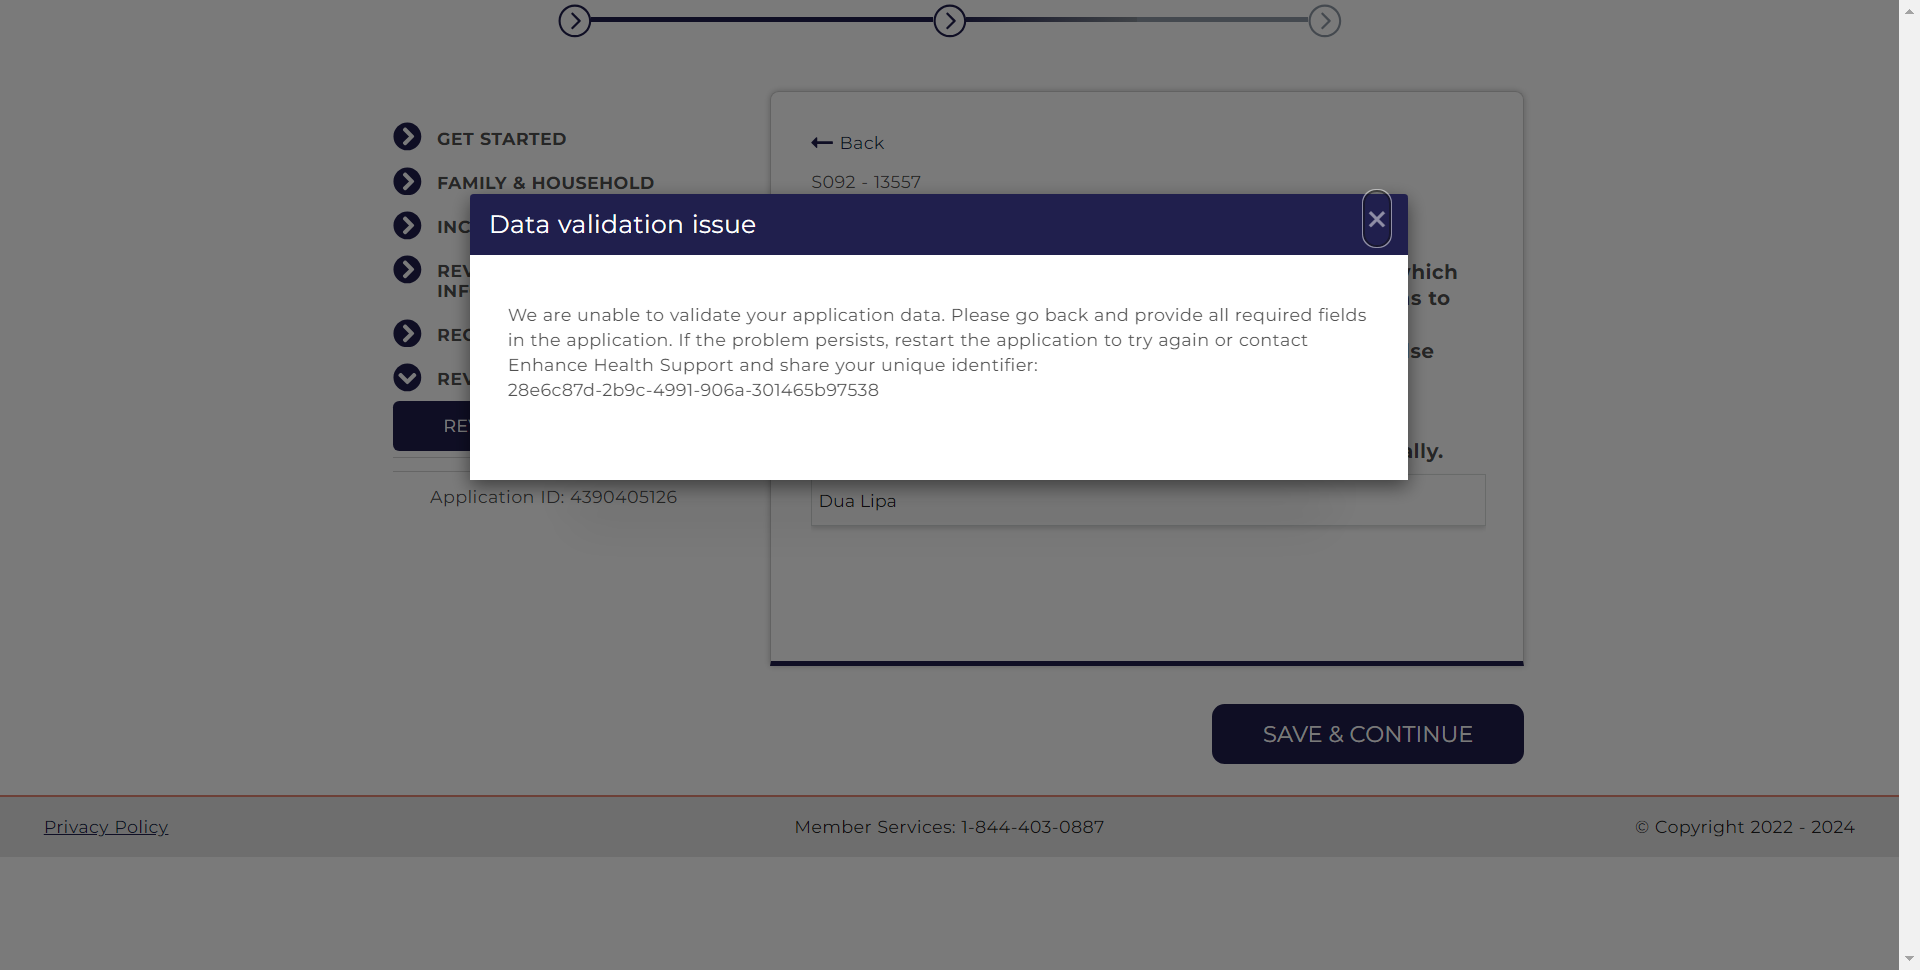 GET STARTED
FAMILY & HOUSEHOLD
INC
REV
INF
REC
REV
RE
Application ID: 4390405126
Back
S092 - 13557
Data validation issue
We are unable to validate your application data. Please go back and provide all required fields
in the application. If the problem persists, restart the application to try again or contact
Enhance Health Support and share your unique identifier:
28e6c87d-2b9c-4991-906a-301465b97538
hich
s to
se
ally.
Dua Lipa
SAVE & CONTINUE
Privacy Policy
Member Services: 1-844-403-0887
© Copyright 2022 - 2024